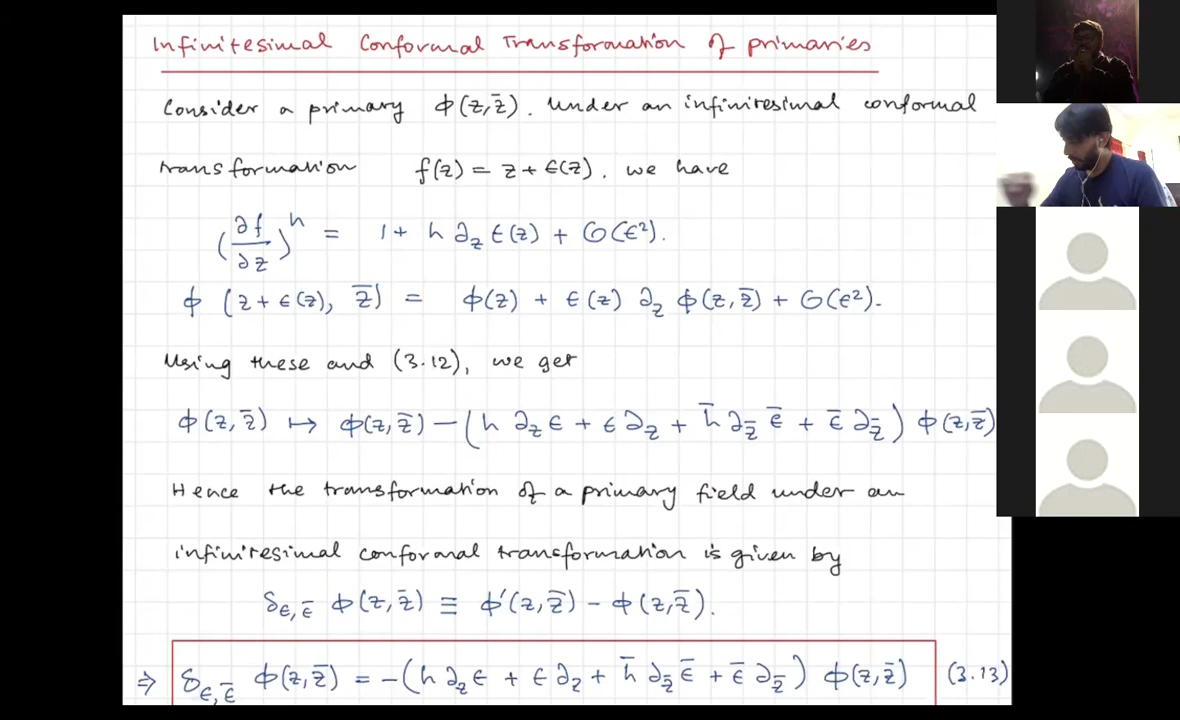 Infinitesimal Conformal Transformation of primaries
Consider a primary ϕ(z,z̄). Under an infinitesimal conformal
transformation f(z) = z + ϵ(z), we have
(∂f/∂z)^h = 1 + h ∂_z ϵ(z) + O(ϵ²).
ϕ (z + ϵ(z), z̄) = ϕ(z) + ϵ(z) ∂_z ϕ(z,z̄) + O(ϵ²).
Using these and (3.12), we get
ϕ(z,z̄) ↦ ϕ(z,z̄) − (h ∂_z ϵ + ϵ ∂_z + h̄ ∂_z̄ ϵ̄ + ϵ̄ ∂_z̄) ϕ(z,z̄)
Hence the transformation of a primary field under an
infinitesimal conformal transformation is given by
δ_ϵ,ϵ̄ ϕ(z,z̄) ≡ ϕ'(z,z̄) − ϕ(z,z̄).
⇒ δ_ϵ,ϵ̄ ϕ(z,z̄) = −(h ∂_z ϵ + ϵ ∂_z + h̄ ∂_z̄ ϵ̄ + ϵ̄ ∂_z̄) ϕ(z,z̄) (3.13)